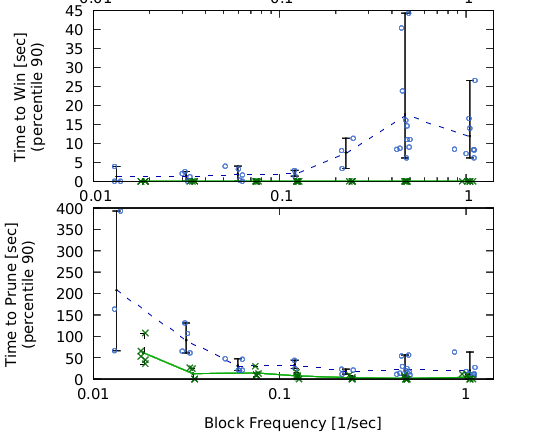 0.01 0.1 1
45
40
35
30
25
20
15
10
5
0
Time to Win [sec]
(percentile 90)
0.01 0.1 1
400
350
300
250
200
150
100
50
0
Time to Prune [sec]
(percentile 90)
0.01 0.1 1
Block Frequency [1/sec]